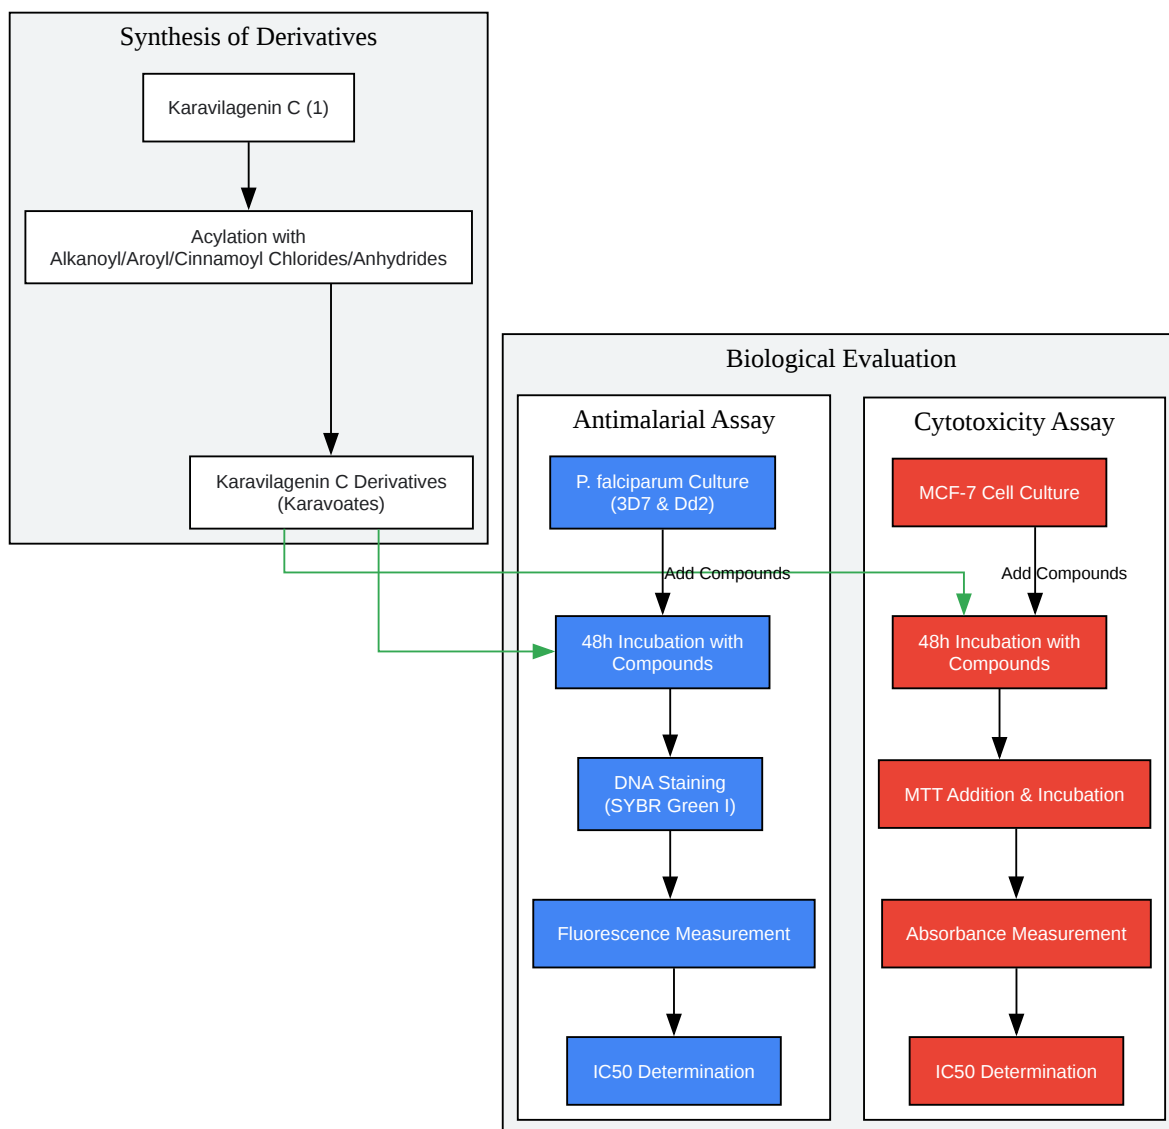 Synthesis of Derivatives
Karavilagenin C (1)
Acylation with
Alkanoyl/Aroyl/Cinnamoyl Chlorides/Anhydrides
Karavilagenin C Derivatives
(Karavoates)
Biological Evaluation
Antimalarial Assay
P. falciparum Culture
(3D7 & Dd2)
Add Compounds
48h Incubation with
Compounds
DNA Staining
(SYBR Green I)
Fluorescence Measurement
IC50 Determination
Cytotoxicity Assay
MCF-7 Cell Culture
Add Compounds
48h Incubation with
Compounds
MTT Addition & Incubation
Absorbance Measurement
IC50 Determination